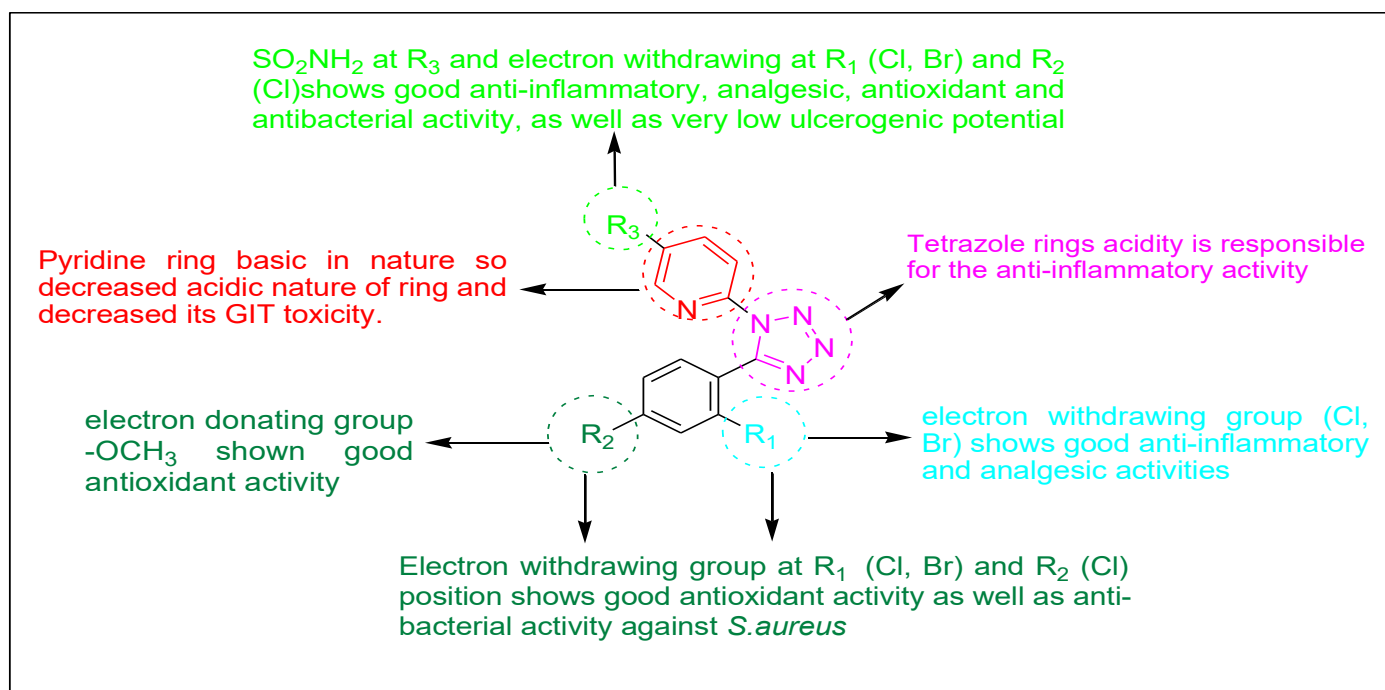 SO₂NH₂ at R₃ and electron withdrawing at R₁ (Cl, Br) and R₂
(Cl)shows good anti-inflammatory, analgesic, antioxidant and
antibacterial activity, as well as very low ulcerogenic potential
R₃
Pyridine ring basic in nature so
decreased acidic nature of ring and
decreased its GIT toxicity.
Tetrazole rings acidity is responsible
for the anti-inflammatory activity
N
N
N
N
N
electron donating group
-OCH₃ shown good
antioxidant activity
R₂
R₁
electron withdrawing group (Cl,
Br) shows good anti-inflammatory
and analgesic activities
Electron withdrawing group at R₁ (Cl, Br) and R₂ (Cl)
position shows good antioxidant activity as well as anti-
bacterial activity against S.aureus